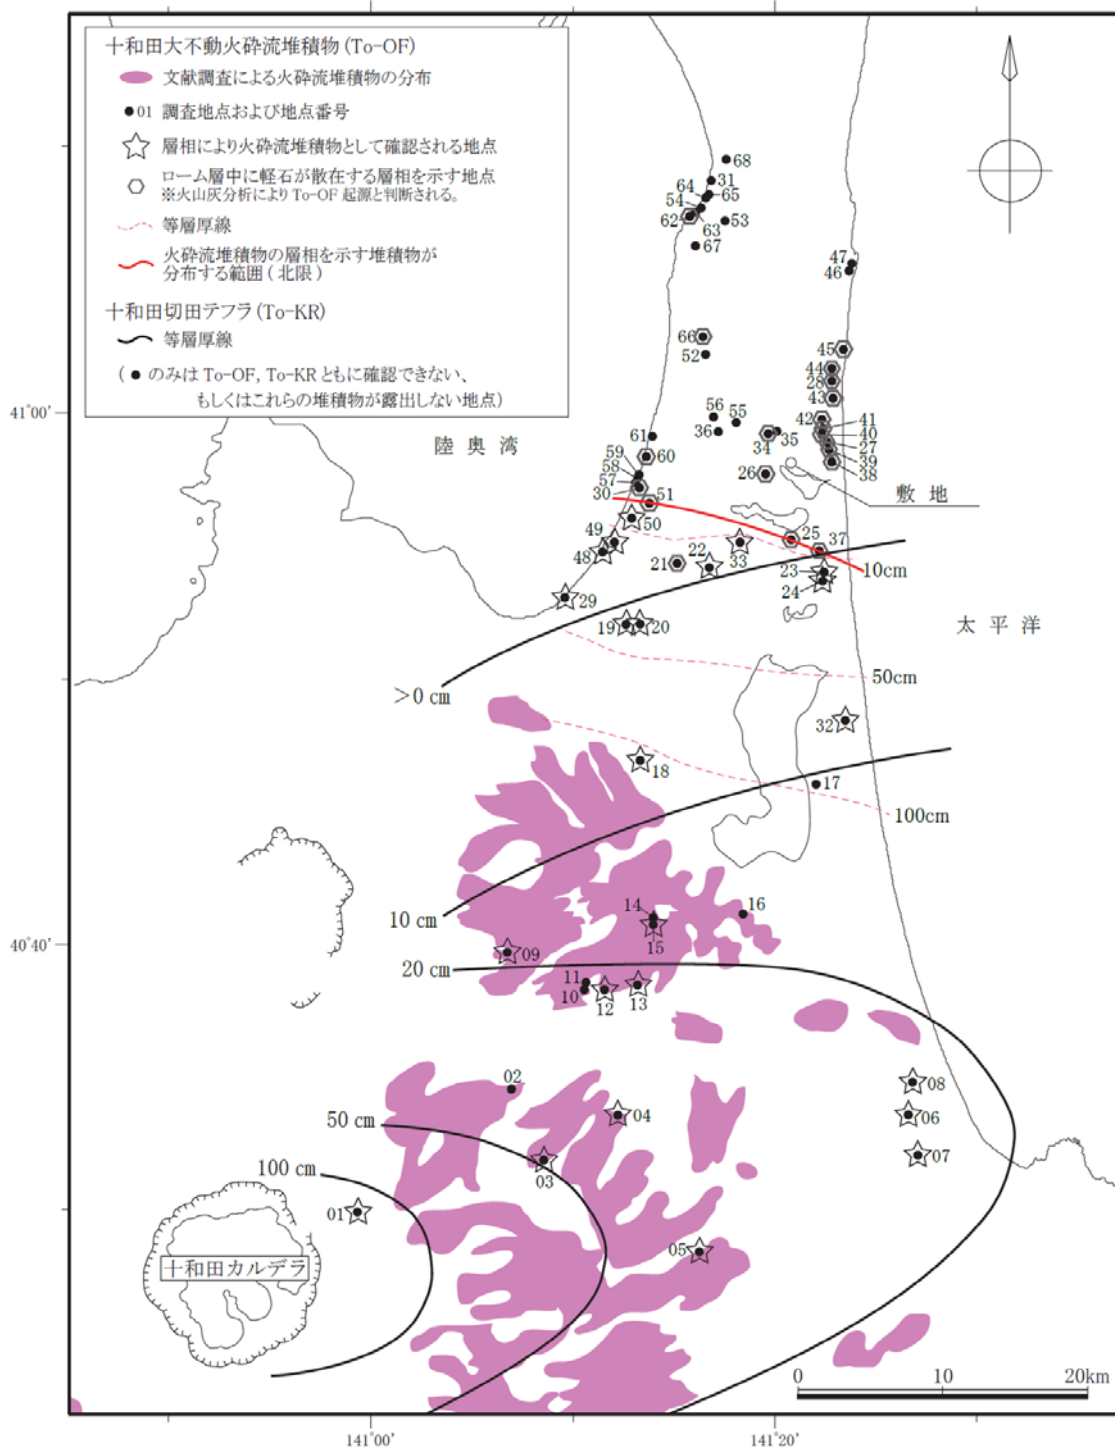 十和田大不動火砕流堆積物(To-OF)
文献調査による火砕流堆積物の分布
01 調査地点および地点番号
層相により火砕流堆積物として確認される地点
ローム層中に軽石が散在する層相を示す地点
※火山灰分析により To-OF 起源と判断される。
等層厚線
火砕流堆積物の層相を示す堆積物が
分布する範囲(北限)
十和田切田テフラ(To-KR)
等層厚線
(●のみは To-OF, To-KR ともに確認できない、
もしくはこれらの堆積物が露出しない地点)
68
31
64
65
54
62
63
53
67
47
46
66
52
45
44
28
43
41°00′
陸奥湾
56
55
36
61
34
35
42
41
40
27
39
38
59
60
58
57
30
26
51
敷地
50
49
48
25
37
22
33
21
23
24
10cm
29
19
20
太平洋
>0 cm
50cm
32
18
17
100cm
10 cm
14
16
15
40°40′
09
20 cm
11
10
12
13
02
08
50 cm
04
06
100 cm
03
07
01
05
十和田カルデラ
0
10
20km
141°00′
141°20′